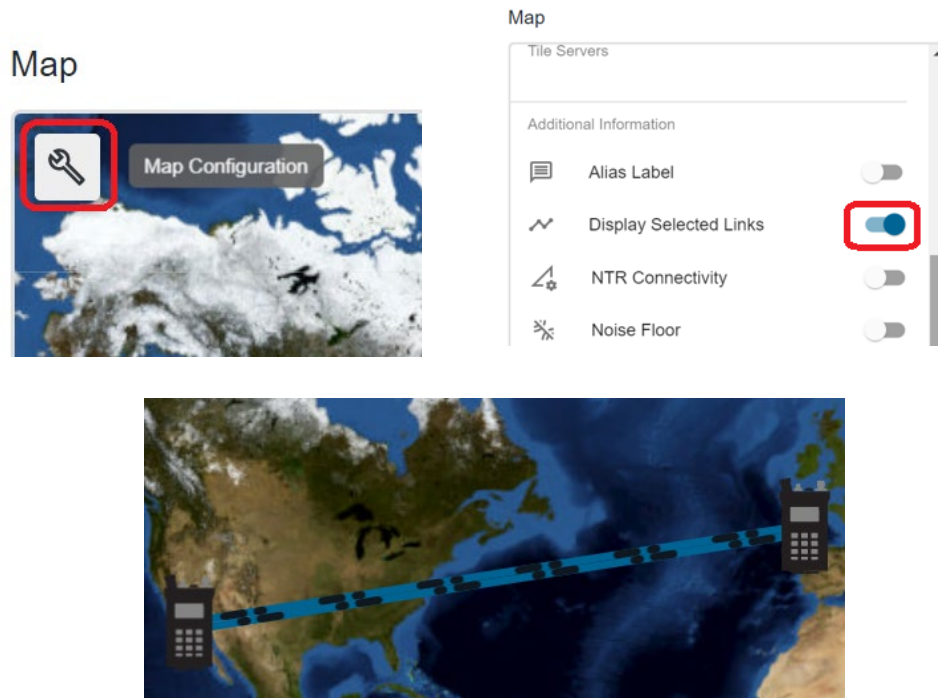 Map
Map Configuration
Map
Tile Servers
Additional Information
Alias Label
Display Selected Links
NTR Connectivity
Noise Floor